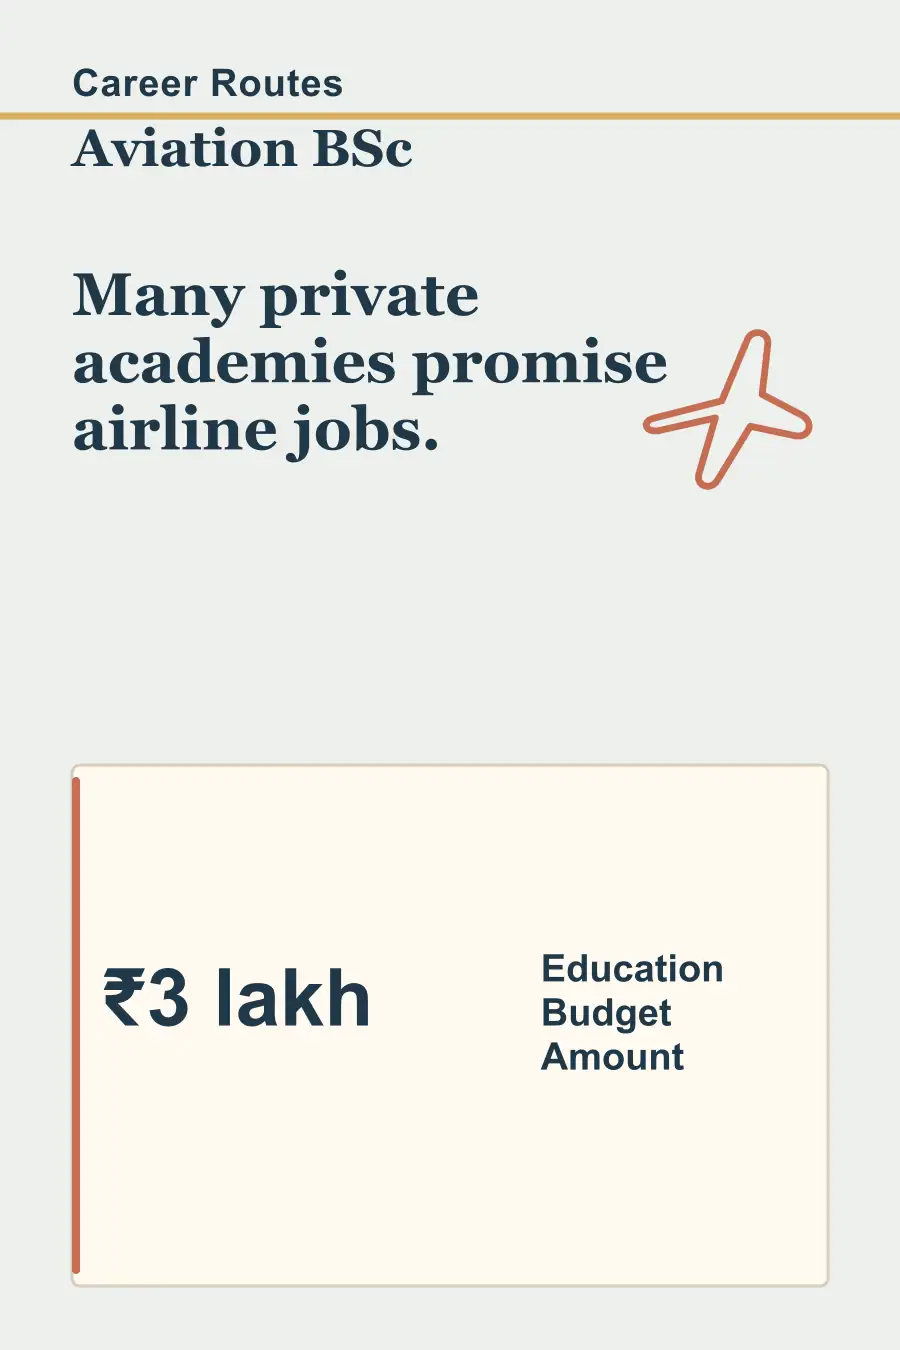 Career Routes
Aviation BSc
Many private
academies promise
airline jobs.
₹3 lakh
Education
Budget
Amount